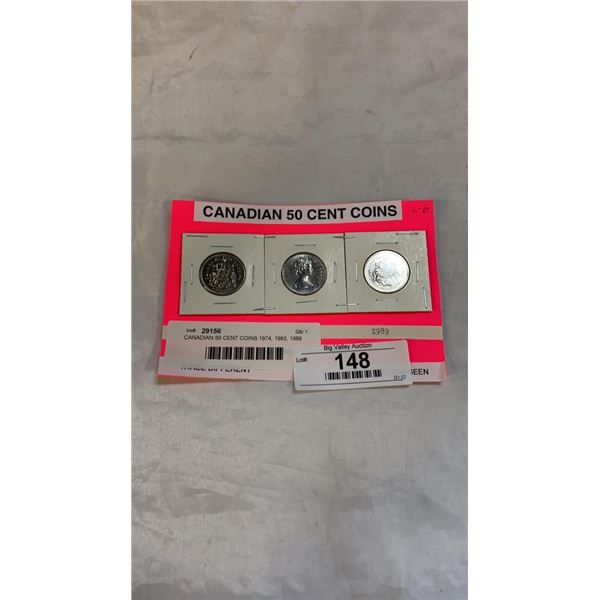 CANADIAN 50 CENT COINS
Inv# 29156 Qty. 1
CANADIAN 50 CENT COINS 1974, 1983, 1989
1989
Big Valley Auction
Lot#: 148
THREE DIFFERENT
BEEN